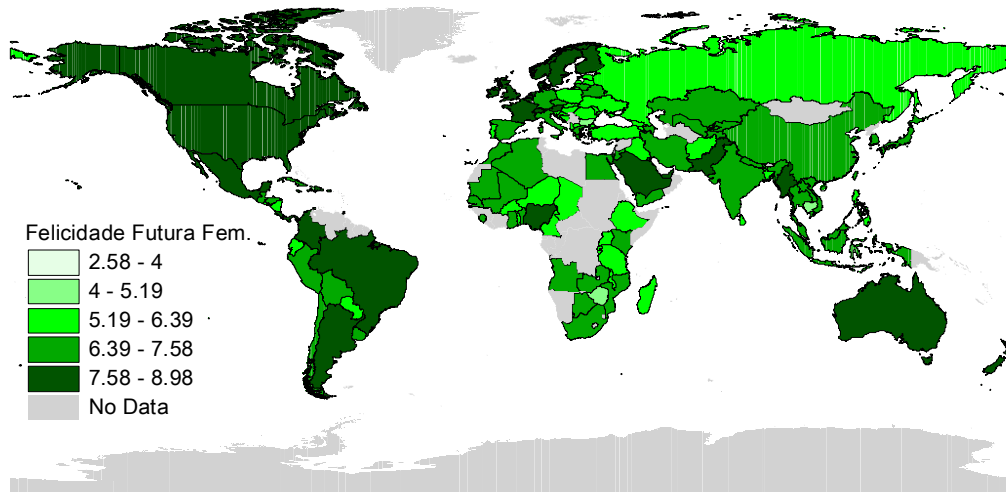 Felicidade Futura Fem.
2.58 - 4
4 - 5.19
5.19 - 6.39
6.39 - 7.58
7.58 - 8.98
No Data